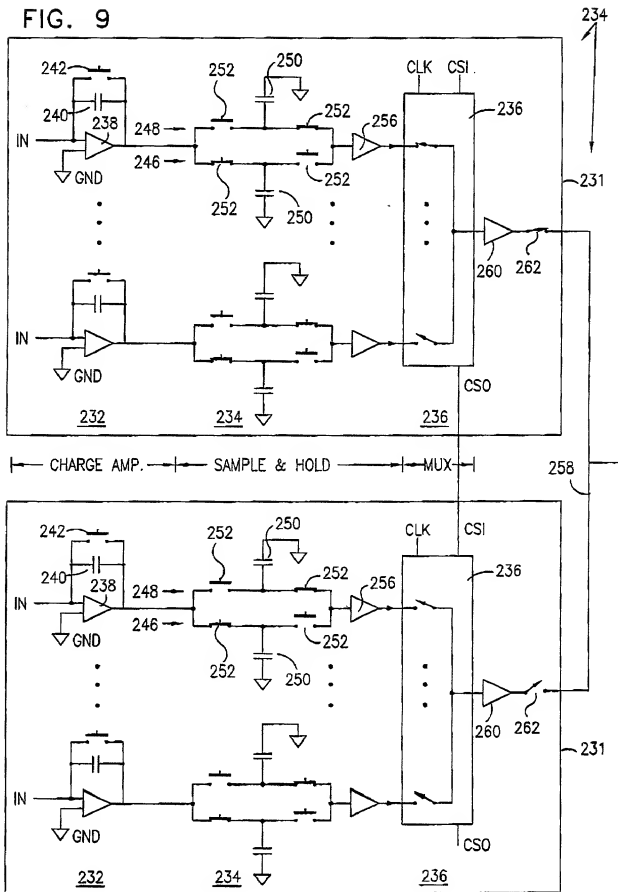 FIG. 9
234
242
252
250
CLK
CSI
240
238
248
252
256
236
IN
246
231
GND
252
252
250
260
262
IN
GND
CSO
232
234
236
CHARGE AMP.
SAMPLE & HOLD
MUX
258
242
252
250
CLK
CSI
240
238
248
252
256
236
IN
246
GND
252
252
250
260
262
231
IN
GND
CSO
232
234
236